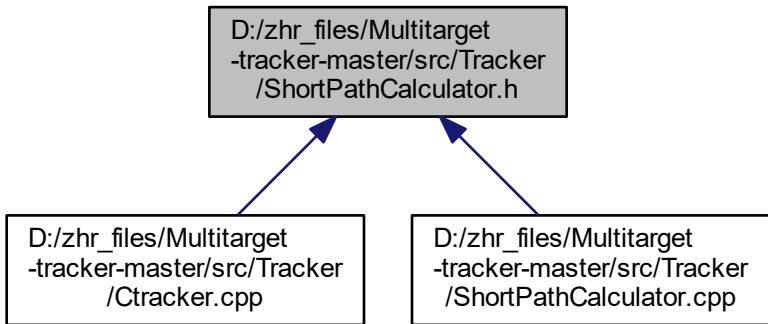 D:/zhr_files/Multitarget
-tracker-master/src/Tracker
/ShortPathCalculator.h
D:/zhr_files/Multitarget
-tracker-master/src/Tracker
/Ctracker.cpp
D:/zhr_files/Multitarget
-tracker-master/src/Tracker
/ShortPathCalculator.cpp